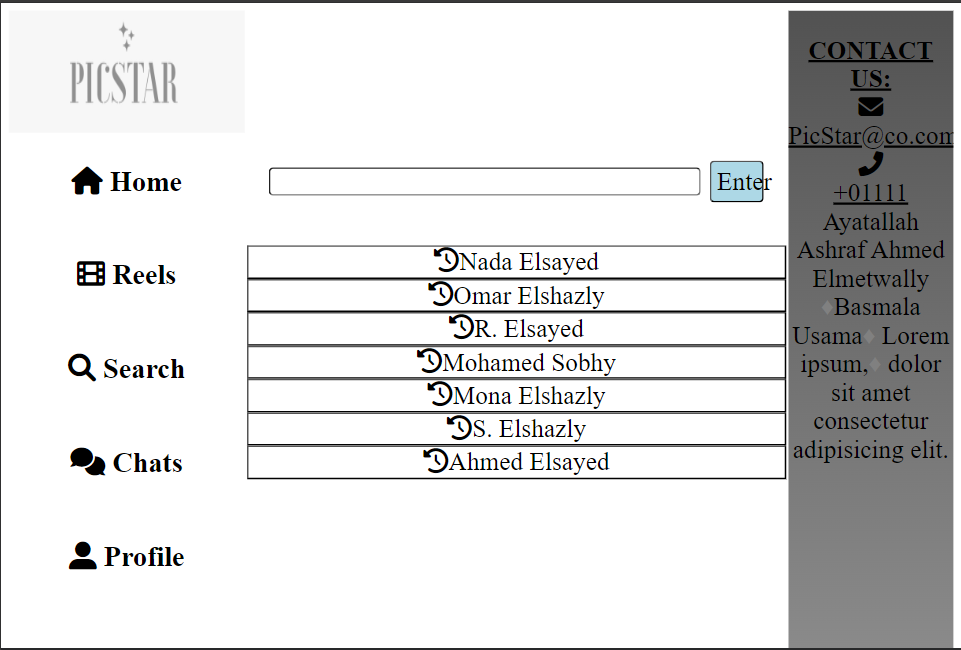 PICSTAR
Home
Reels
Search
Chats
Profile
Enter
Nada Elsayed
Omar Elshazly
R. Elsayed
Mohamed Sobhy
Mona Elshazly
S. Elshazly
Ahmed Elsayed
CONTACT
US:
PicStar@co.com
+01111
Ayatallah
Ashraf Ahmed
Elmetwally
♦Basmala
Usama♦ Lorem
ipsum,♦ dolor
sit amet
consectetur
adipisicing elit.